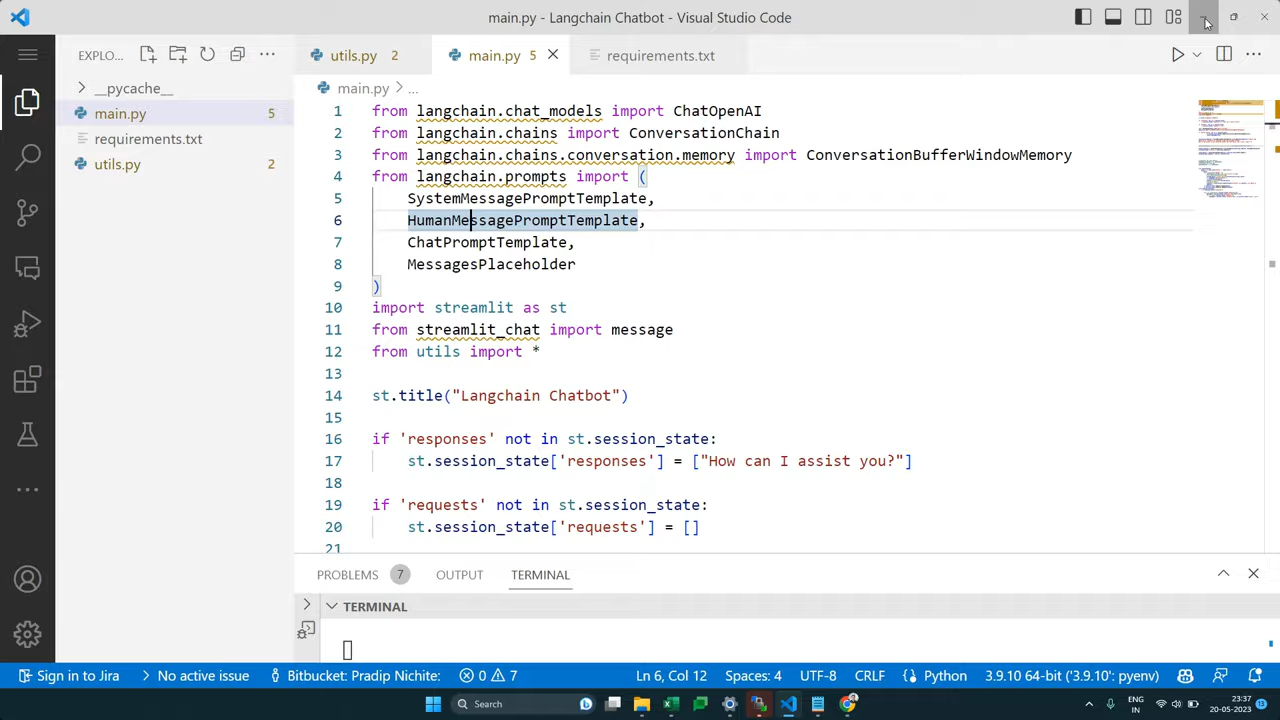 main.py - Langchain Chatbot - Visual Studio Code
EXPLO...
utils.py 2
main.py 5
requirements.txt
__pycache__
main.py 5
requirements.txt
utils.py 2
main.py > ...
1 from langchain.chat_models import ChatOpenAI
2 from langchain.chains import ConversationChain
3 from langchain.chains.conversation.memory import ConversationBufferWindowMemory
4 from langchain.prompts import (
5 SystemMessagePromptTemplate,
6 HumanMessagePromptTemplate,
7 ChatPromptTemplate,
8 MessagesPlaceholder
9 )
10 import streamlit as st
11 from streamlit_chat import message
12 from utils import *
13
14 st.title("Langchain Chatbot")
15
16 if 'responses' not in st.session_state:
17 st.session_state['responses'] = ["How can I assist you?"]
18
19 if 'requests' not in st.session_state:
20 st.session_state['requests'] = []
21
PROBLEMS 7 OUTPUT TERMINAL
TERMINAL
Sign in to Jira No active issue Bitbucket: Pradip Nichite: 0 7 Ln 6, Col 12 Spaces: 4 UTF-8 CRLF Python 3.9.10 64-bit ('3.9.10': pyenv)
Search
ENG
IN
23:37
20-05-2023